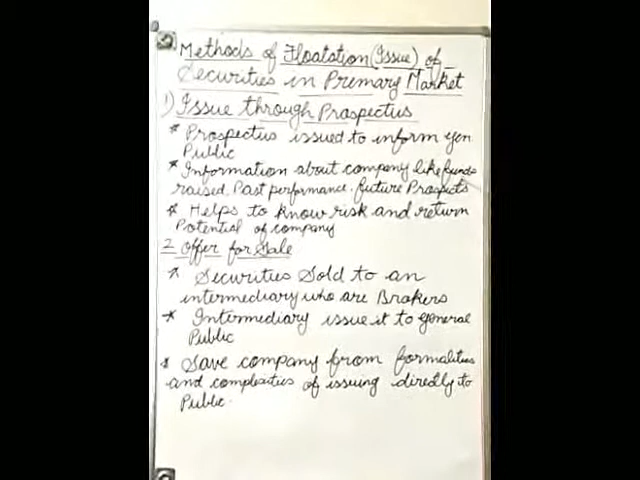 Methods of Floatation (Issue) of
Securities in Primary Market
1) Issue through Prospectus
* Prospectus issued to inform gen
Public
* Information about company like funds
raised, Past performance, future Prospects
* Helps to know risk and return
Potential of company
2. Offer for Sale
* Securities Sold to an
intermediary who are Brokers
* Intermediary issue it to general
Public
* Save company from formalities
and complexities of issuing directly to
Public.